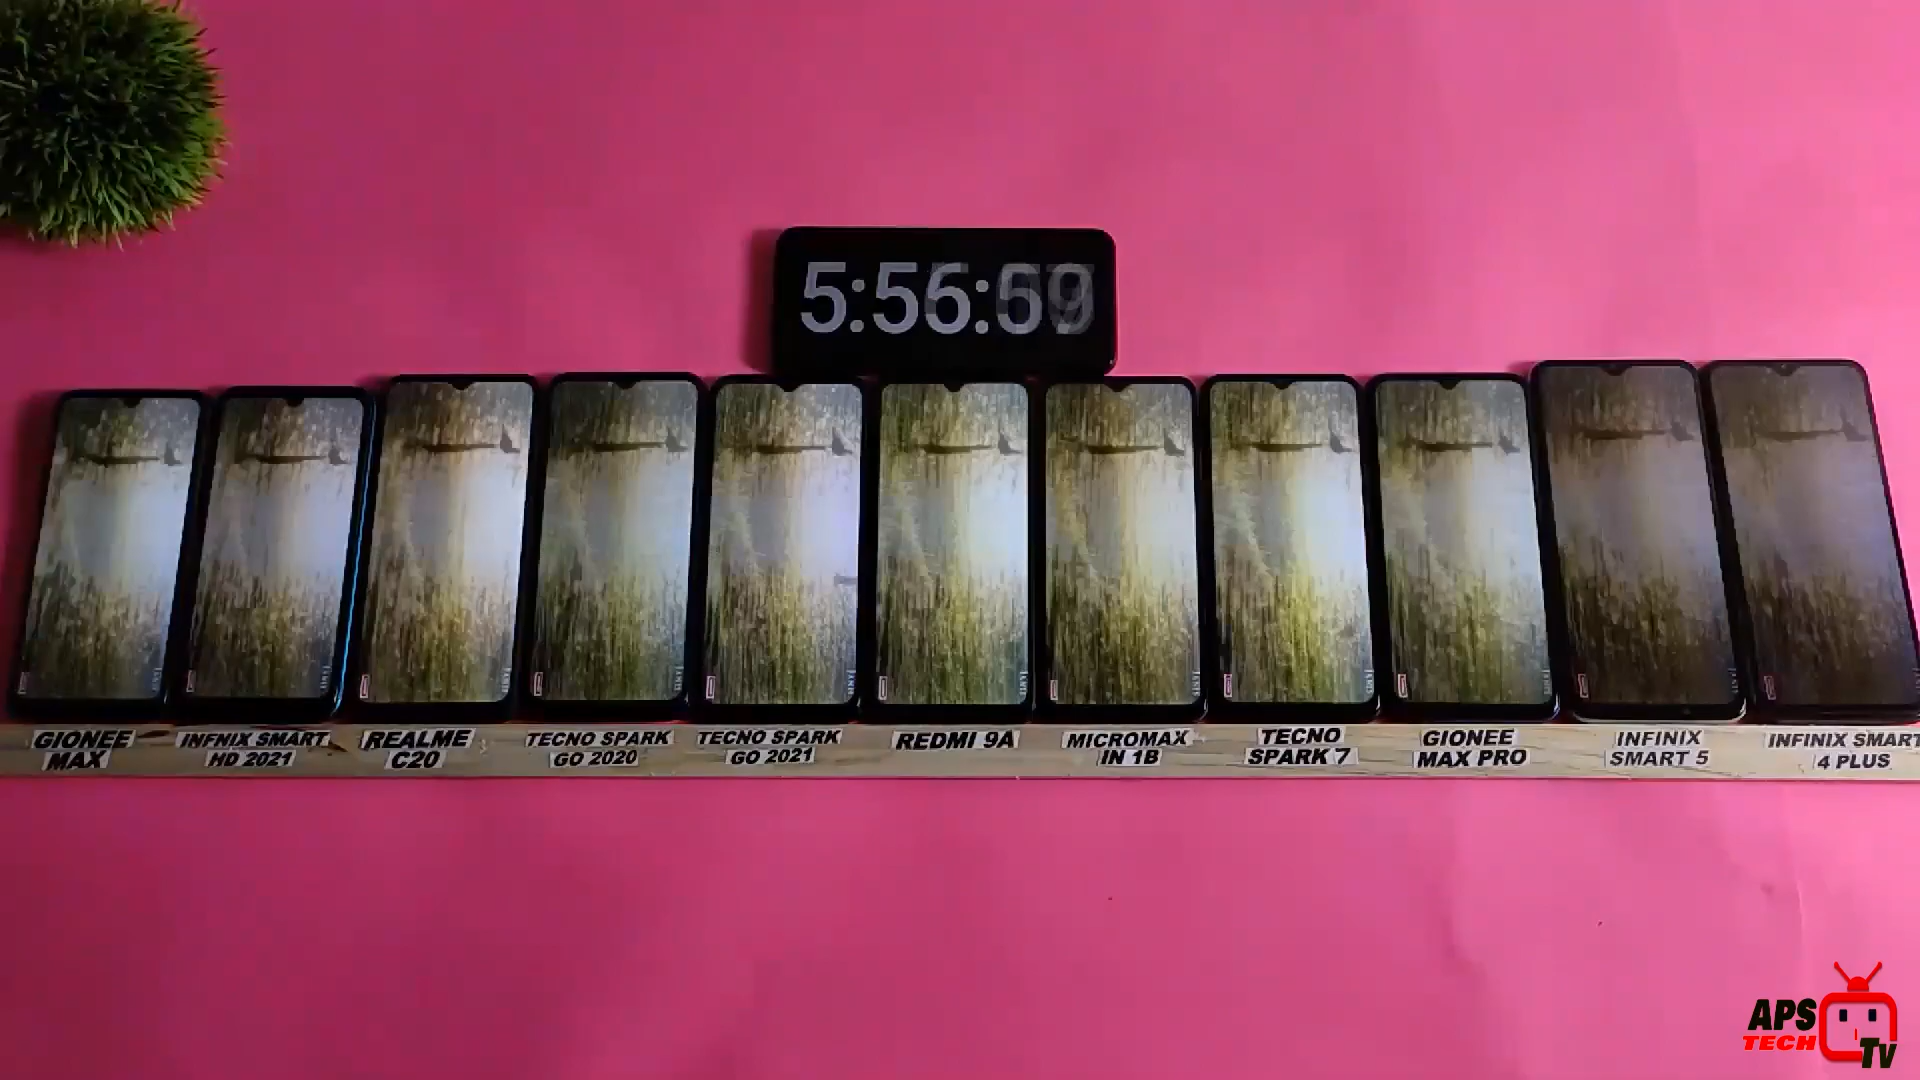 5:56:59
GIONEE
MAX
INFNIX SMART
HD 2021
REALME
C20
TECNO SPARK
GO 2020
TECNO SPARK
GO 2021
REDMI 9A
MICROMAX
IN 1B
TECNO
SPARK 7
GIONEE
MAX PRO
INFINIX
SMART 5
INFINIX SMART
4 PLUS
APS
TECH
TV